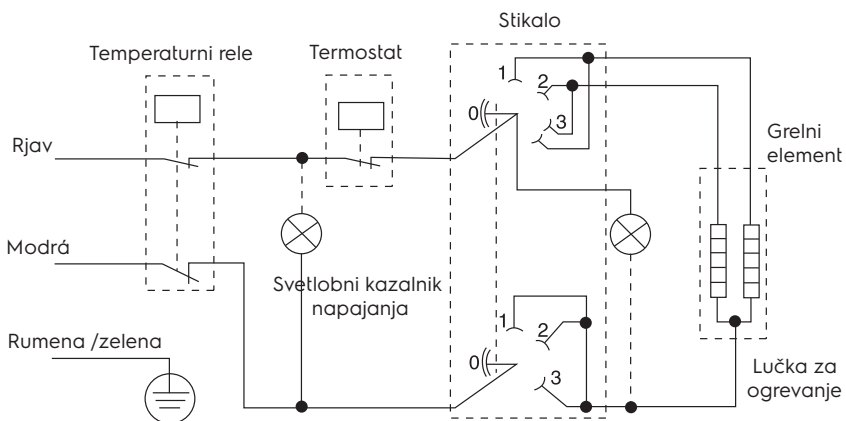 Stikalo
Temperaturni rele
Termostat
1
2
0
3
Rjav
Grelni
element
Modrá
Svetlobni kazalnik
napajanja
1
2
0
3
Rumena /zelena
Lučka za
ogrevanje